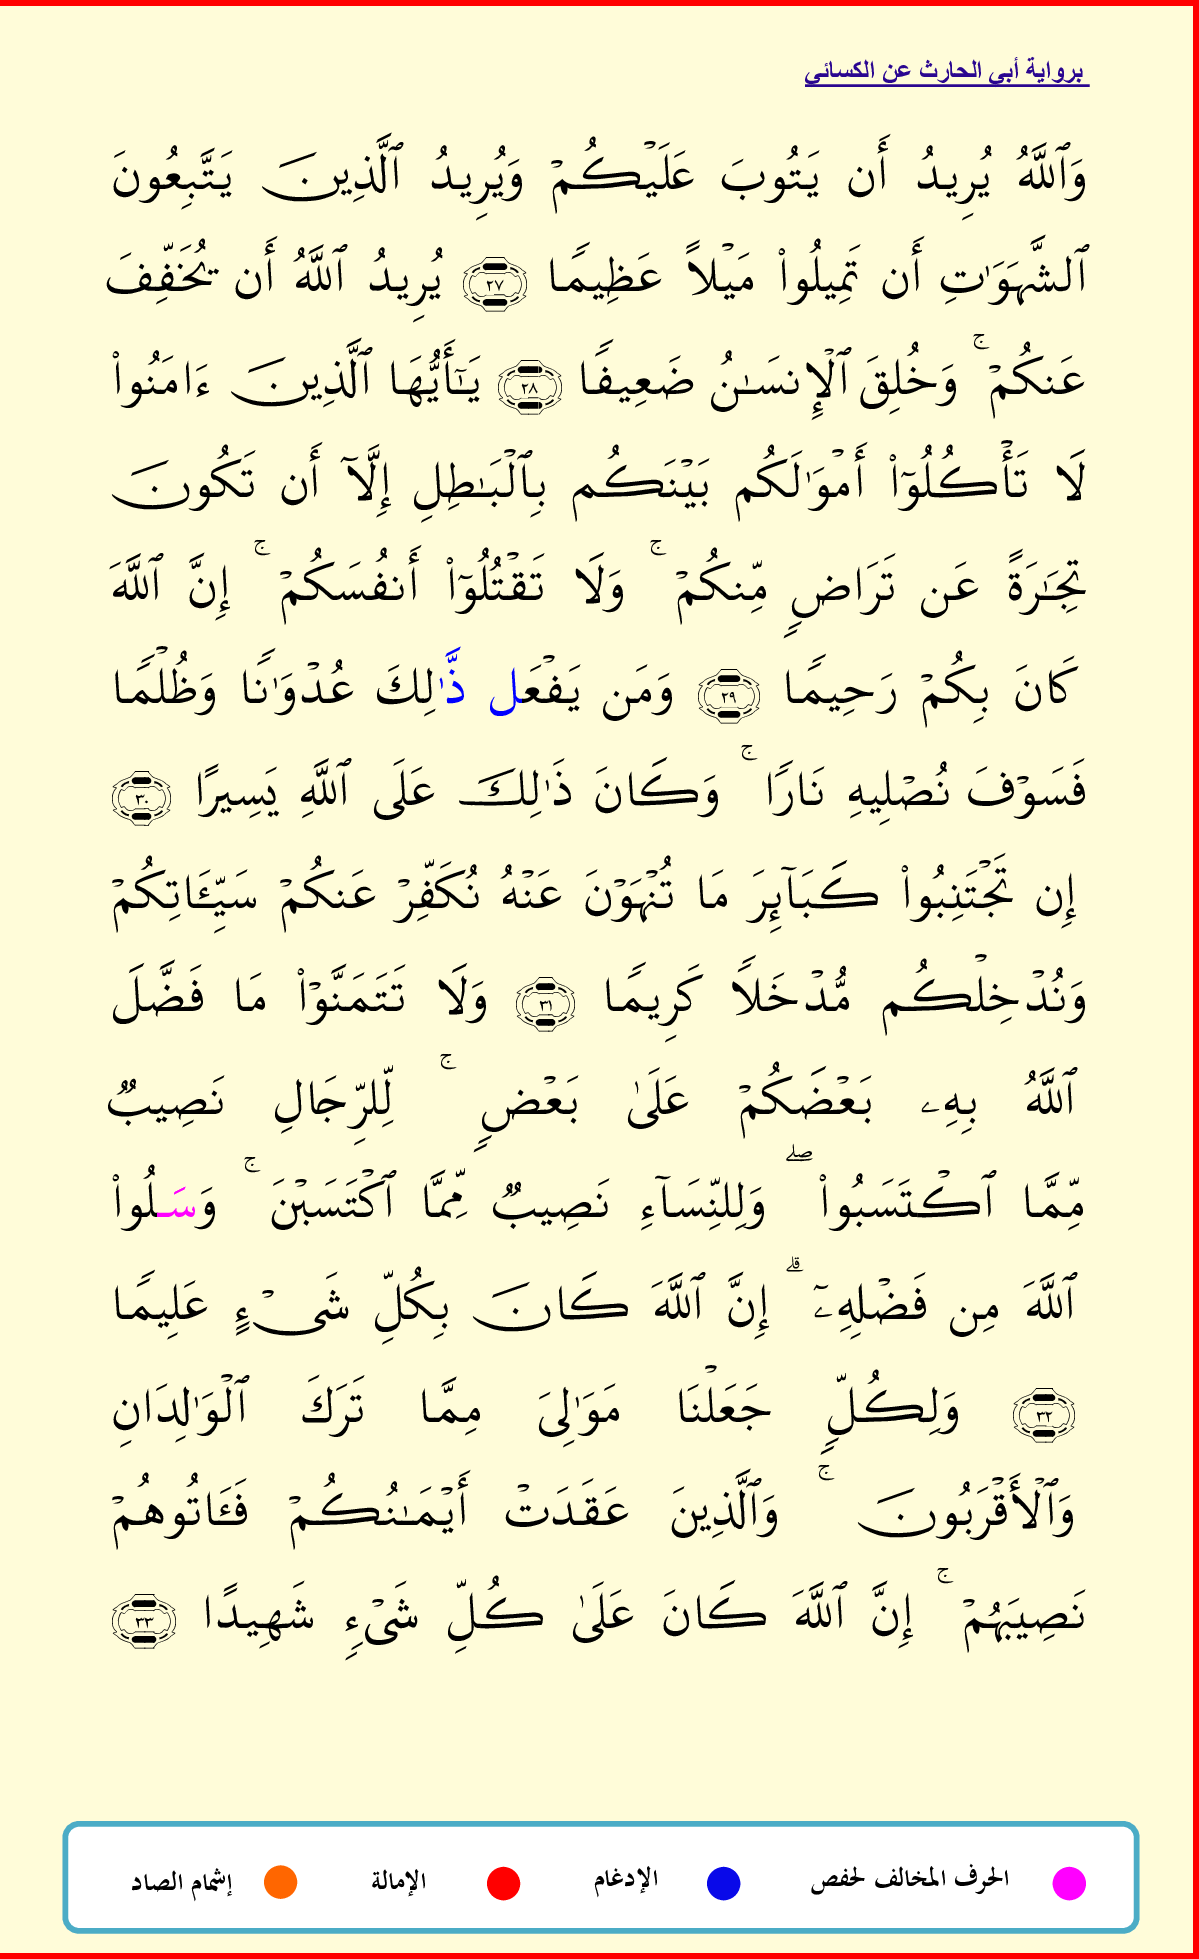 برواية أبي الحارث عن الكسائي
وَٱللَّهُ يُرِيدُ أَن يَتُوبَ عَلَيۡكُمۡ وَيُرِيدُ ٱلَّذِينَ يَتَّبِعُونَ
ٱلشَّهَوَٰتِ أَن تَمِيلُواْ مَيۡلًا عَظِيمًا ٢٧ يُرِيدُ ٱللَّهُ أَن يُخَفِّفَ
عَنكُمۡۚ وَخُلِقَ ٱلۡإِنسَٰنُ ضَعِيفًا ٢٨ يَٰٓأَيُّهَا ٱلَّذِينَ ءَامَنُواْ
لَا تَأۡكُلُوٓاْ أَمۡوَٰلَكُم بَيۡنَكُم بِٱلۡبَٰطِلِ إِلَّآ أَن تَكُونَ
تِجَٰرَةً عَن تَرَاضٍ مِّنكُمۡۚ وَلَا تَقۡتُلُوٓاْ أَنفُسَكُمۡۚ إِنَّ ٱللَّهَ
كَانَ بِكُمۡ رَحِيمًا ٢٩ وَمَن يَفۡعَل ذَّٰلِكَ عُدۡوَٰنًا وَظُلۡمًا
فَسَوۡفَ نُصۡلِيهِ نَارًاۚ وَكَانَ ذَٰلِكَ عَلَى ٱللَّهِ يَسِيرًا ٣٠
إِن تَجۡتَنِبُواْ كَبَآئِرَ مَا تُنۡهَوۡنَ عَنۡهُ نُكَفِّرۡ عَنكُمۡ سَيِّـَٔاتِكُمۡ
وَنُدۡخِلۡكُم مُّدۡخَلًا كَرِيمًا ٣١ وَلَا تَتَمَنَّوۡاْ مَا فَضَّلَ
ٱللَّهُ بِهِۦ بَعۡضَكُمۡ عَلَىٰ بَعۡضٍۚ لِّلرِّجَالِ نَصِيبٌ
مِّمَّا ٱكۡتَسَبُواْۖ وَلِلنِّسَآءِ نَصِيبٌ مِّمَّا ٱكۡتَسَبۡنَۚ وَسَلُواْ
ٱللَّهَ مِن فَضۡلِهِۦٓۗ إِنَّ ٱللَّهَ كَانَ بِكُلِّ شَيۡءٍ عَلِيمًا
٣٢ وَلِكُلٍّ جَعَلۡنَا مَوَٰلِيَ مِمَّا تَرَكَ ٱلۡوَٰلِدَانِ
وَٱلۡأَقۡرَبُونَۚ وَٱلَّذِينَ عَقَدَتۡ أَيۡمَٰنُكُمۡ فَـَٔاتُوهُمۡ
نَصِيبَهُمۡۚ إِنَّ ٱللَّهَ كَانَ عَلَىٰ كُلِّ شَيۡءٍ شَهِيدًا ٣٣
الحرف المخالف لحفص الإدغام الإمالة إشمام الصاد